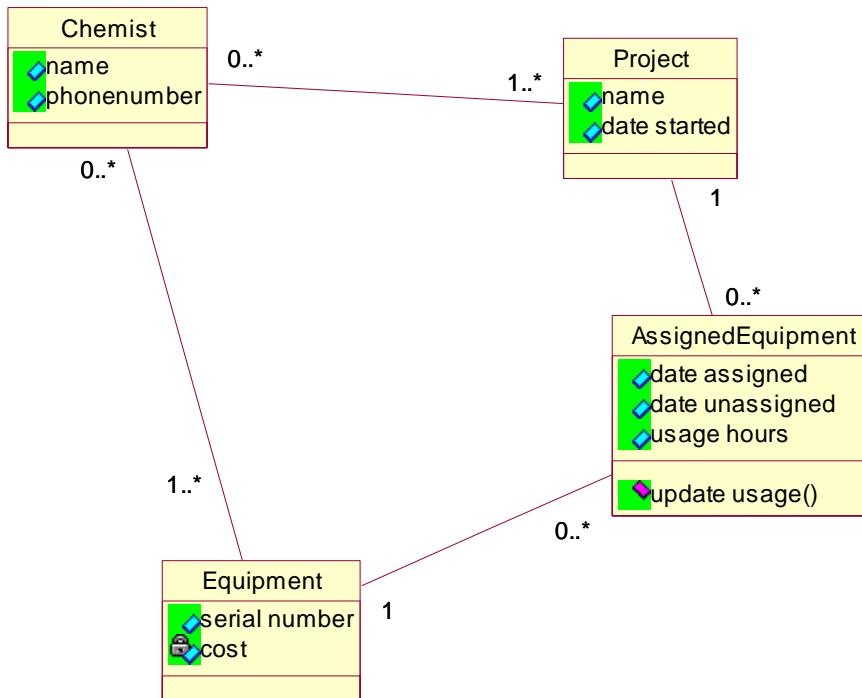 Chemist
name
phonenumber
0..*
1..*
Project
name
date started
0..*
1
0..*
AssignedEquipment
date assigned
date unassigned
usage hours
update usage()
1..*
0..*
Equipment
serial number
cost
1